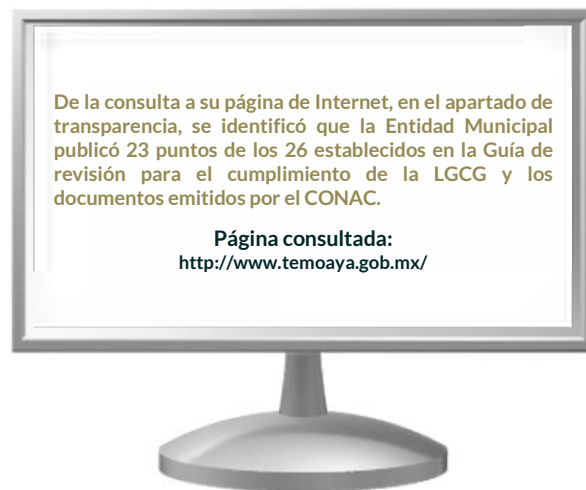 De la consulta a su página de Internet, en el apartado de
transparencia, se identificó que la Entidad Municipal
publicó 23 puntos de los 26 establecidos en la Guía de
revisión para el cumplimiento de la LGCG y los
documentos emitidos por el CONAC.
Página consultada:
http://www.temoaya.gob.mx/